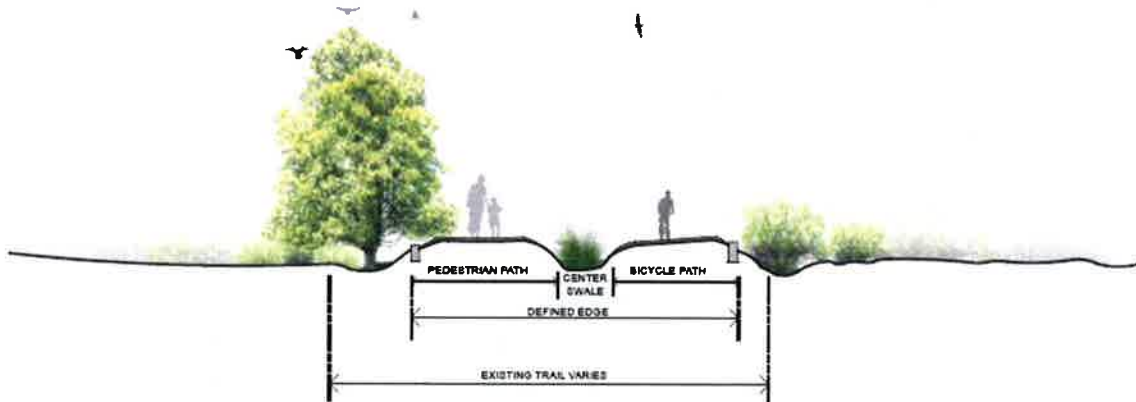 PEDESTRIAN PATH
CENTER
SWALE
BICYCLE PATH
DEFINED EDGE
EXISTING TRAIL VARIES